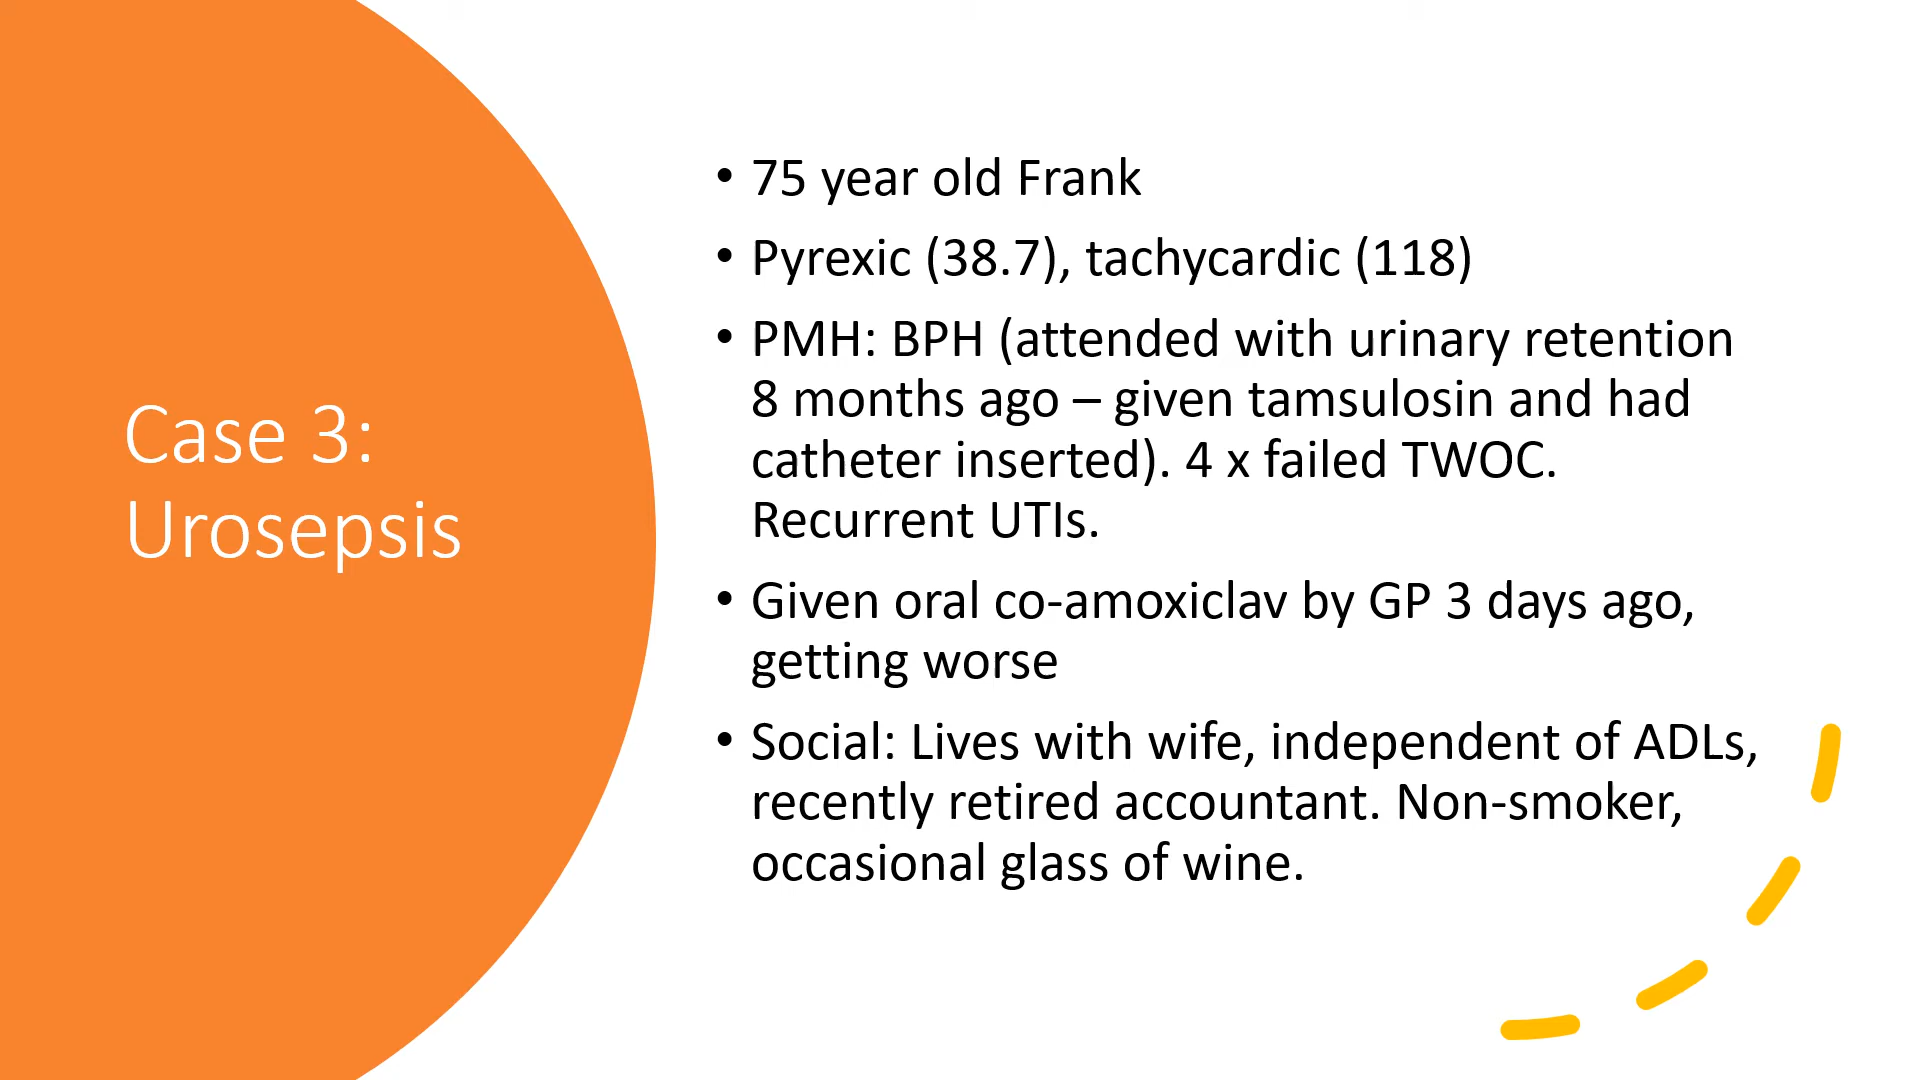 Case 3:
Urosepsis
• 75 year old Frank
• Pyrexic (38.7), tachycardic (118)
• PMH: BPH (attended with urinary retention
8 months ago – given tamsulosin and had
catheter inserted). 4 x failed TWOC.
Recurrent UTIs.
• Given oral co-amoxiclav by GP 3 days ago,
getting worse
• Social: Lives with wife, independent of ADLs,
recently retired accountant. Non-smoker,
occasional glass of wine.